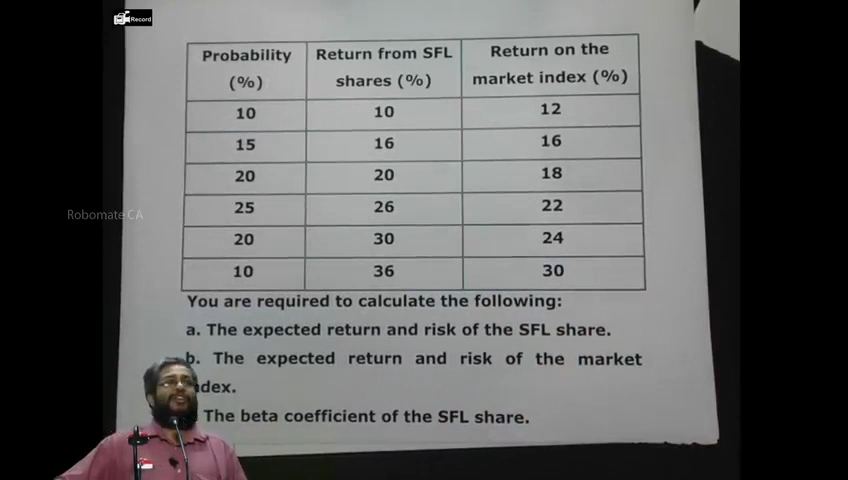 Record
Probability (%) Return from SFL shares (%) Return on the market index (%)
10 10 12
15 16 16
20 20 18
25 26 22
20 30 24
10 36 30
You are required to calculate the following:
a. The expected return and risk of the SFL share.
b. The expected return and risk of the market
The beta coefficient of the SFL share.
Robomate CA